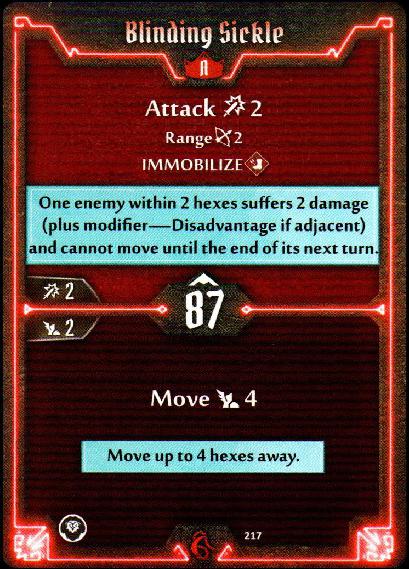 Blinding Sickle
A
Attack 2
Range 2
IMMOBILIZE
One enemy within 2 hexes suffers 2 damage
(plus modifier—Disadvantage if adjacent)
and cannot move until the end of its next turn.
2
87
2
Move 4
Move up to 4 hexes away.
217